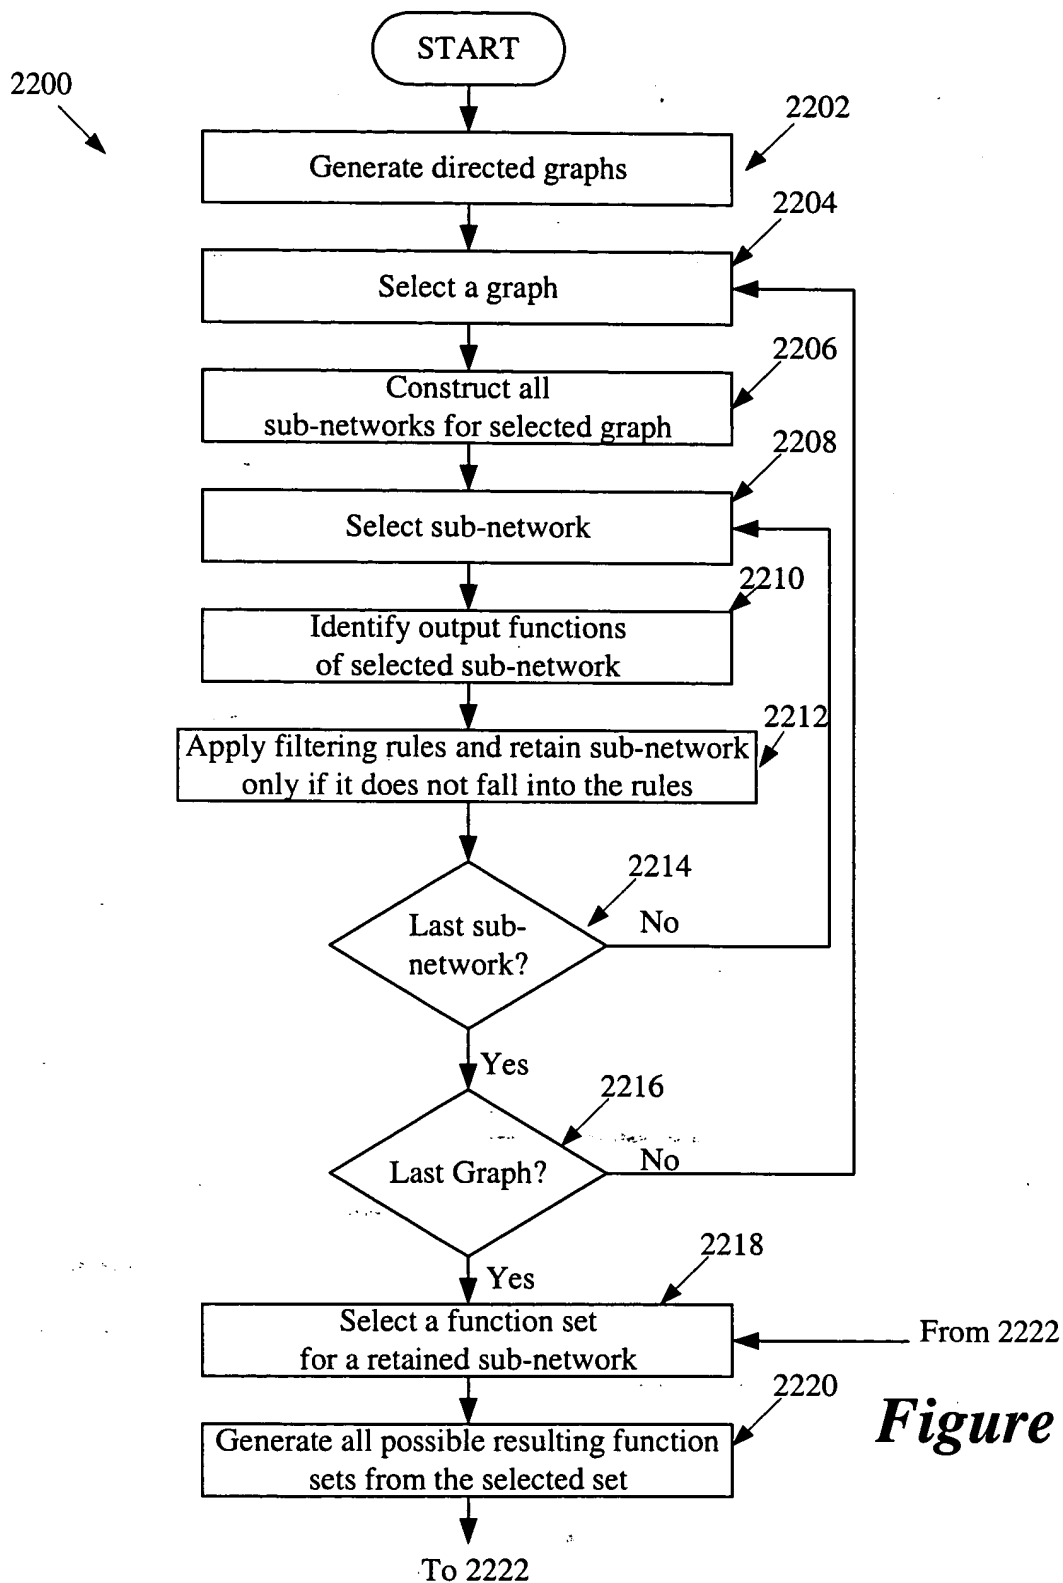 START
2200
2202
Generate directed graphs
2204
Select a graph
2206
Construct all
sub-networks for selected graph
2208
Select sub-network
2210
Identify output functions
of selected sub-network
2212
Apply filtering rules and retain sub-network
only if it does not fall into the rules
2214
Last sub-
network?
No
Yes
2216
Last Graph?
No
Yes
2218
Select a function set
for a retained sub-network
From 2222
2220
Generate all possible resulting function
sets from the selected set
Figure
To 2222